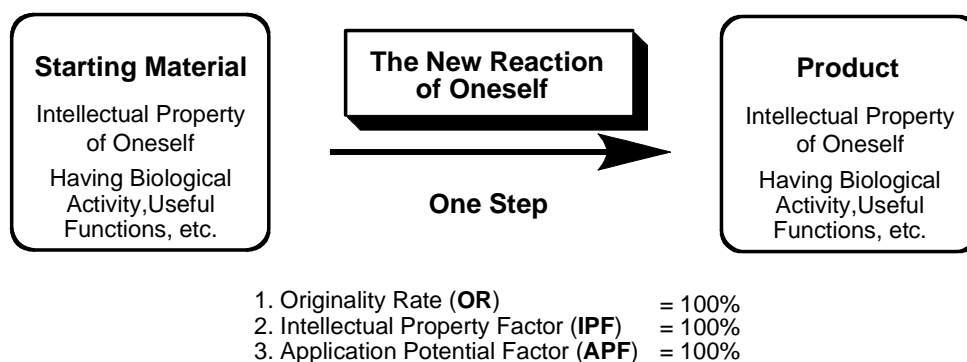 Starting Material
Intellectual Property
of Oneself
Having Biological
Activity,Useful
Functions, etc.
The New Reaction
of Oneself
One Step
Product
Intellectual Property
of Oneself
Having Biological
Activity,Useful
Functions, etc.
1. Originality Rate (OR) = 100%
2. Intellectual Property Factor (IPF) = 100%
3. Application Potential Factor (APF) = 100%